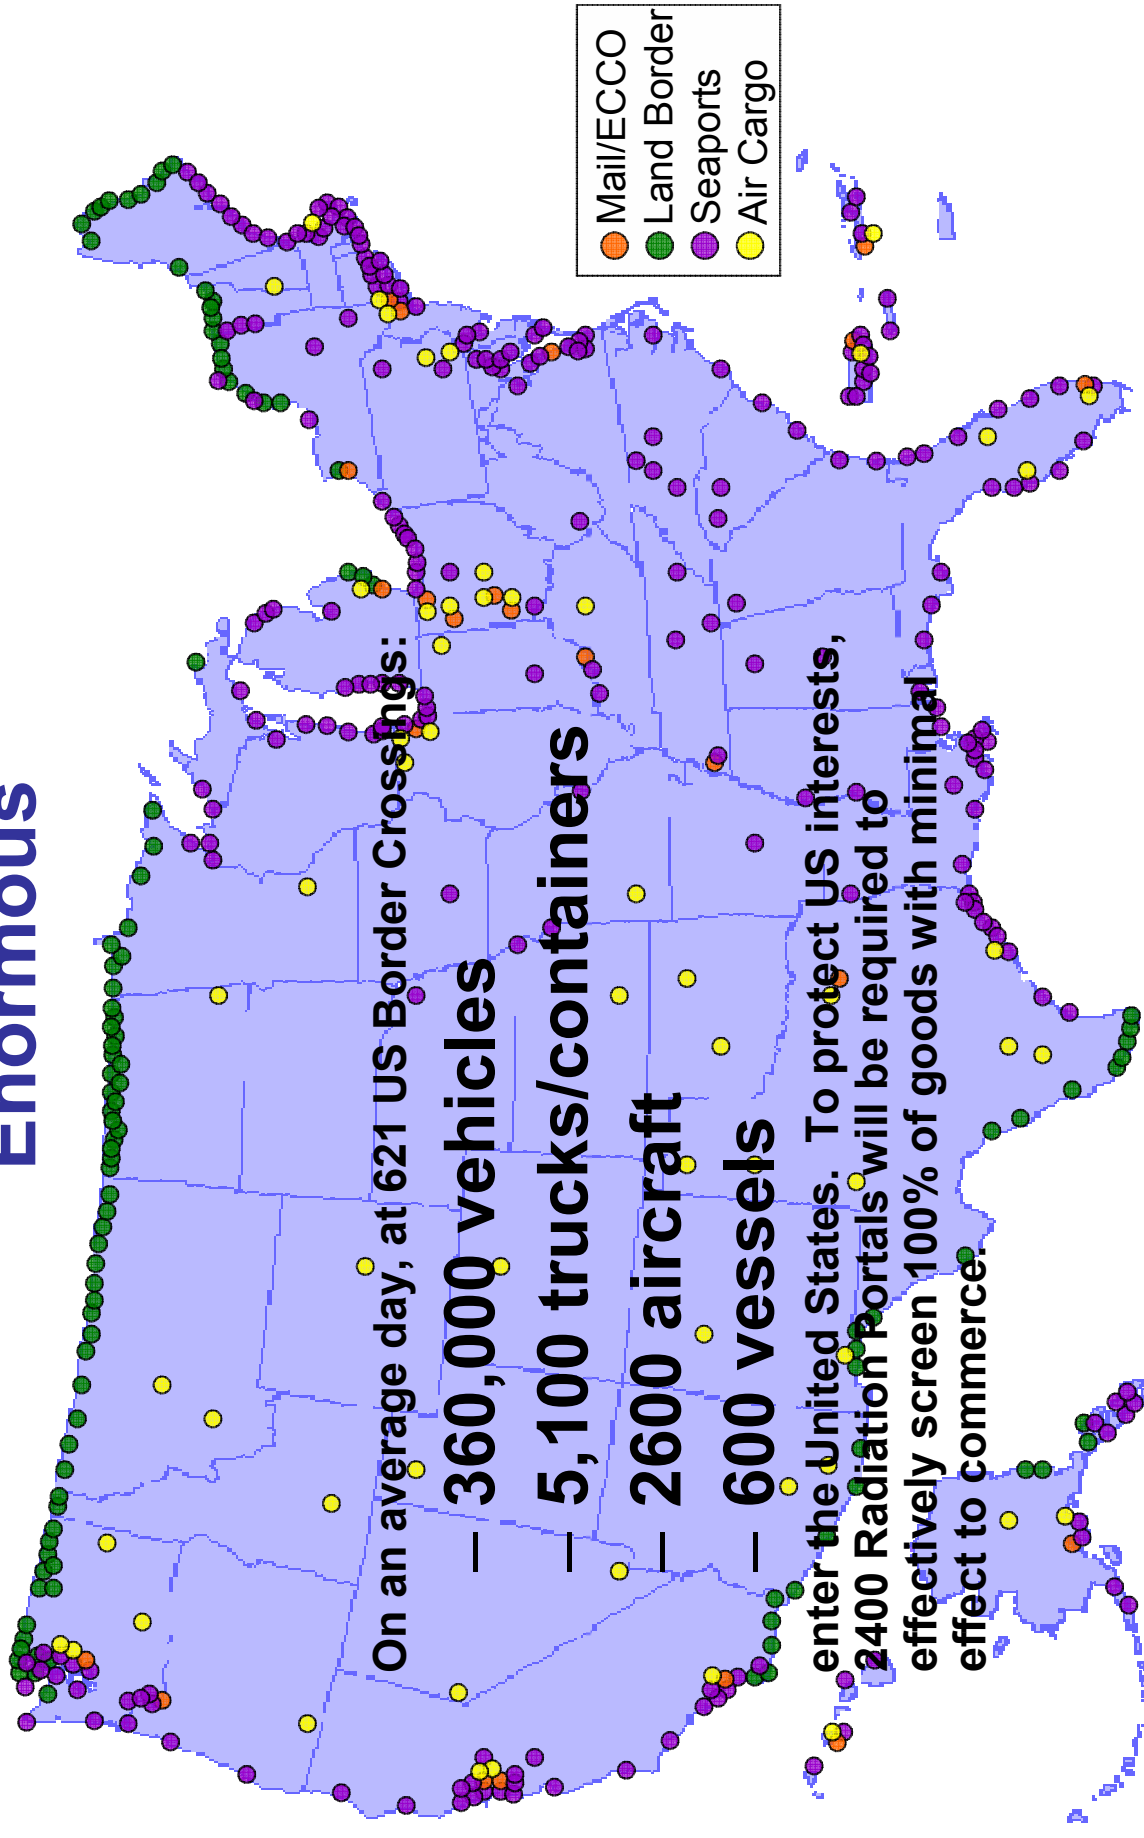 Enormous
Mail/ECCO
Land Border
Seaports
Air Cargo
On an average day, at 621 US Border Crossings:
– 360,000 vehicles
– 5,100 trucks/containers
– 2600 aircraft
– 600 vessels
enter the United States. To protect US interests,
2400 Radiation Portals will be required to
effectively screen 100% of goods with minimal
effect to commerce.